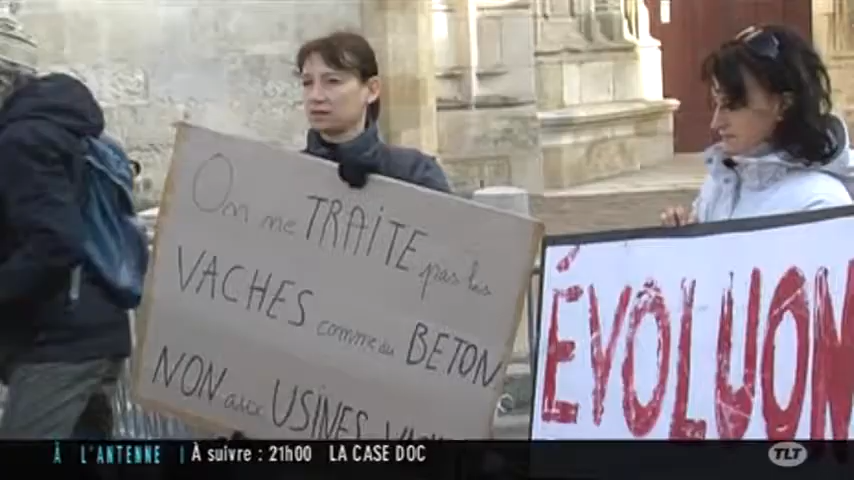 On ne TRAITE pas les
VACHES comme du BETON
NON aux USINES
ÉVOLUON
À L'ANTENNE | À suivre : 21h00 LA CASE DOC
TLT